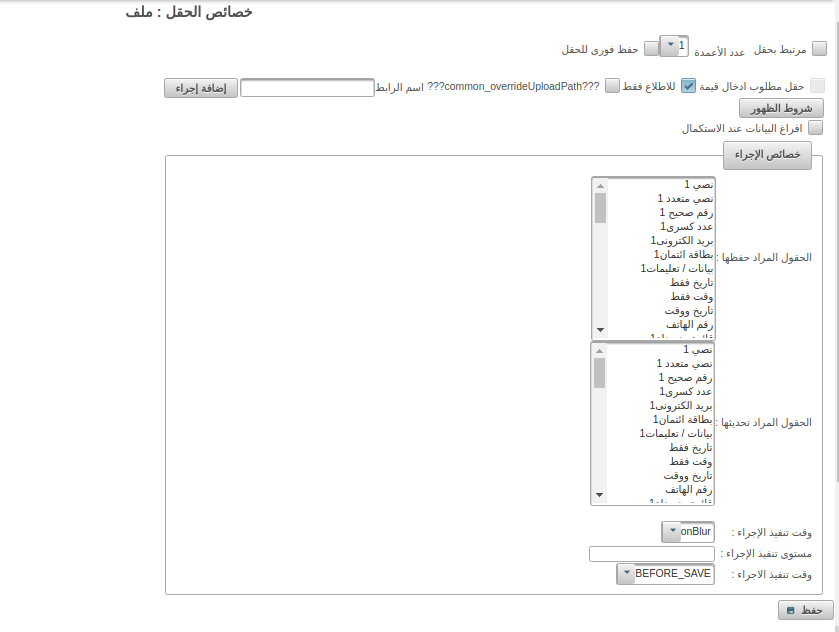 خصائص الحقل : ملف
مرتبط بحقل عدد الأعمدة 1 حفظ فورى للحقل
حقل مطلوب ادخال قيمة للاطلاع فقط ???common_overrideUploadPath??? اسم الرابط إضافة إجراء
شروط الظهور
افراغ البيانات عند الاستكمال
خصائص الإجراء
الحقول المراد حفظها :
نصي 1
نصي متعدد 1
رقم صحيح 1
عدد كسرى1
بريد الكترونى1
بطاقة ائتمان1
بيانات / تعليمات1
تاريخ فقط
وقت فقط
تاريخ ووقت
رقم الهاتف
الحقول المراد تحديثها :
نصي 1
نصي متعدد 1
رقم صحيح 1
عدد كسرى1
بريد الكترونى1
بطاقة ائتمان1
بيانات / تعليمات1
تاريخ فقط
وقت فقط
تاريخ ووقت
رقم الهاتف
وقت تنفيذ الإجراء : onBlur
مستوى تنفيذ الإجراء :
وقت تنفيذ الاجراء : BEFORE_SAVE
حفظ